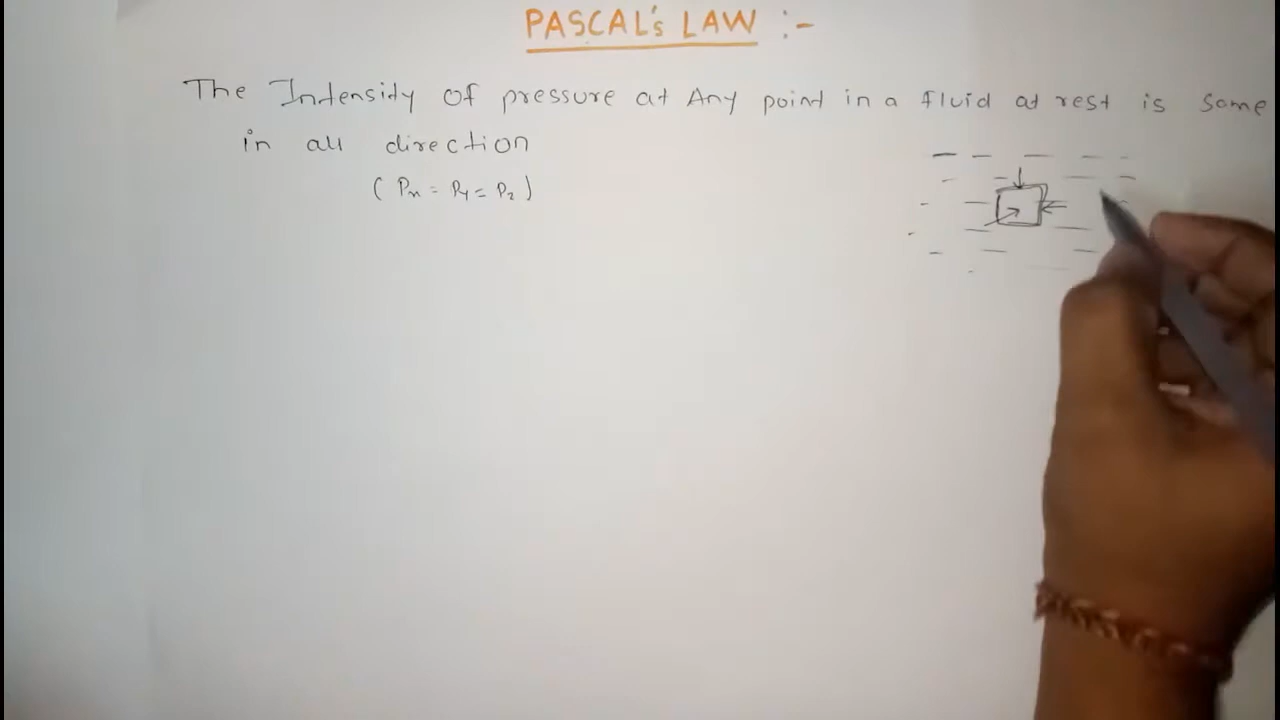 PASCAL's LAW :-
The Intensity of pressure at Any point in a fluid at rest is same
in all direction
( Px = Py = Pz )